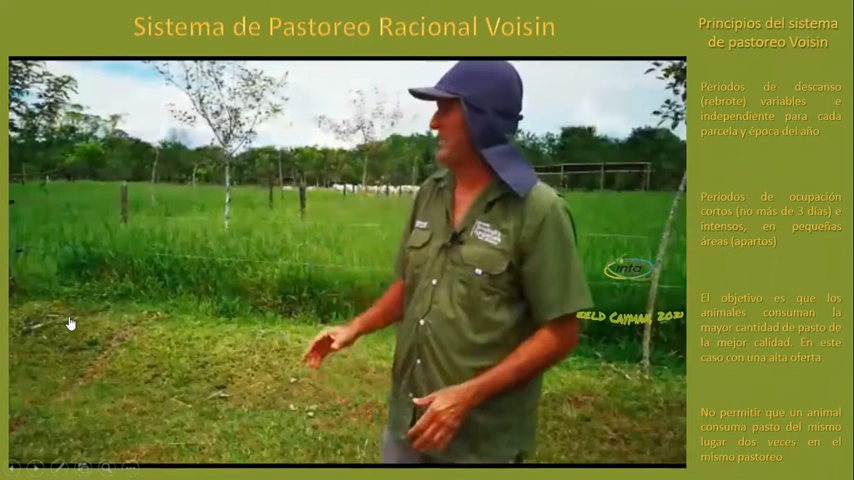 Sistema de Pastoreo Racional Voisin
Principios del sistema
de pastoreo Voisin
Periodos de descanso
(rebrote) variables e
independiente para cada
parcela y época del año
Periodos de ocupación
cortos (no más de 3 días) e
intensos, en pequeñas
áreas (apartos)
El objetivo es que los
animales consuman la
mayor cantidad de pasto de
la mejor calidad. En este
caso con una alta oferta
No permitir que un animal
consuma pasto del mismo
lugar dos veces en el
mismo pastoreo
inta